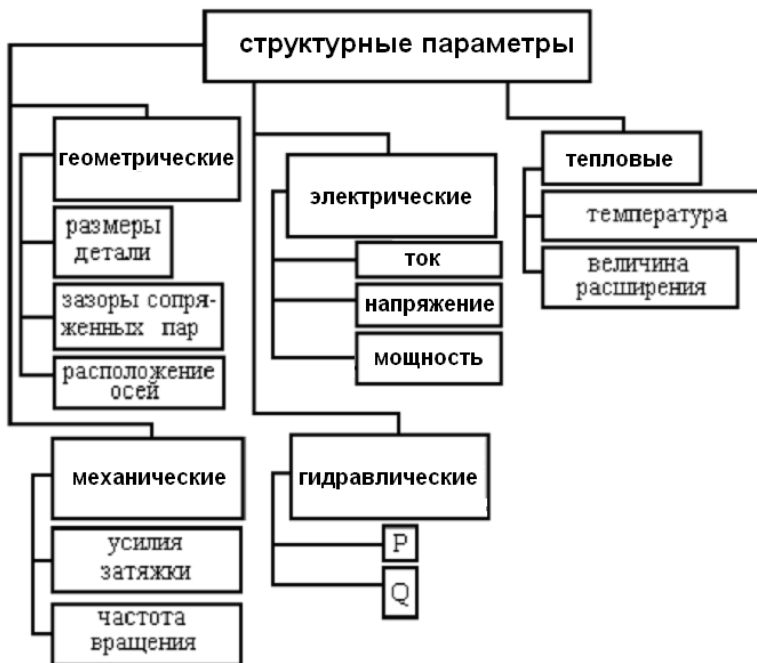 структурные параметры
геометрические
размеры
детали
зазоры сопря-
женных пар
расположение
осей
механические
усилия
затяжки
частота
вращения
электрические
ток
напряжение
мощность
гидравлические
P
Q
тепловые
температура
величина
расширения